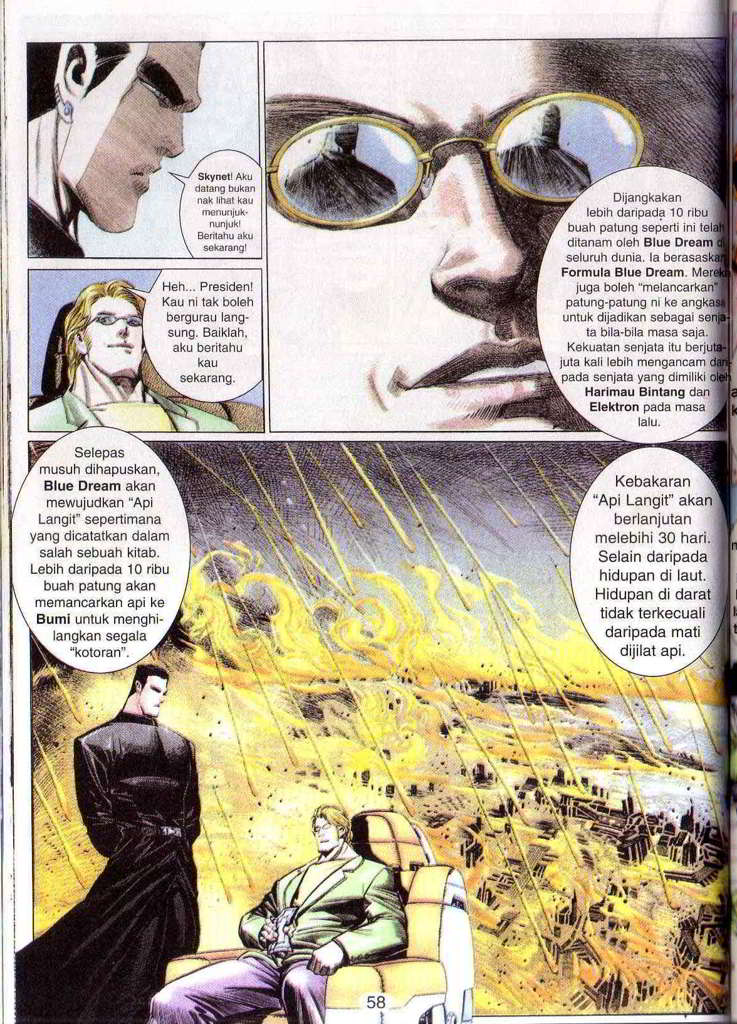 Skynet! Aku
datang bukan
nak lihat kau
menunjuk-
nunjuk!
Beritahu aku
sekarang!
Heh... Presiden!
Kau ni tak boleh
bergurau lang-
sung. Baiklah,
aku beritahu
kau
sekarang.
Dijangkakan
lebih daripada 10 ribu
buah patung seperti ini telah
ditanam oleh Blue Dream di
seluruh dunia. Ia berasaskan
Formula Blue Dream. Mereka
juga boleh "melancarkan"
patung-patung ni ke angkasa
untuk dijadikan sebagai senja-
ta bila-bila masa saja.
Kekuatan senjata itu berjuta-
juta kali lebih mengancam dari-
pada senjata yang dimiliki oleh
Harimau Bintang dan
Elektron pada masa
lalu.
Selepas
musuh dihapuskan,
Blue Dream akan
mewujudkan "Api
Langit" sepertimana
yang dicatatkan dalam
salah sebuah kitab.
Lebih daripada 10 ribu
buah patung akan
memancarkan api ke
Bumi untuk menghi-
langkan segala
"kotoran".
Kebakaran
"Api Langit" akan
berlanjutan
melebihi 30 hari.
Selain daripada
hidupan di laut.
Hidupan di darat
tidak terkecuali
daripada mati
dijilat api.
58